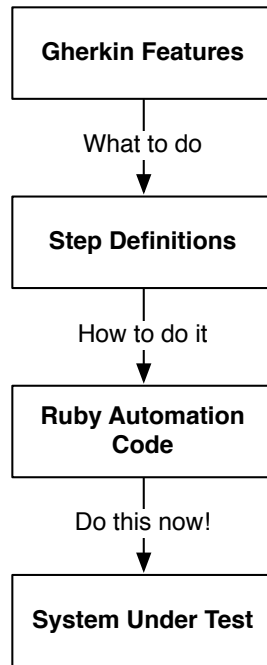 Gherkin Features
What to do
Step Definitions
How to do it
Ruby Automation
Code
Do this now!
System Under Test